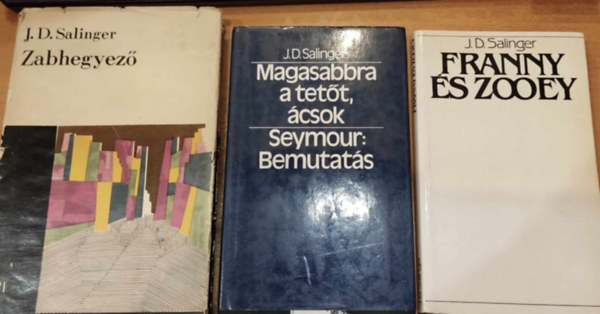 J. D. Salinger
Zabhegyező
J.D. Salinger
Magasabbra
a tetőt,
ácsok
Seymour:
Bemutatás
J. D. Salinger
FRANNY
ÉS ZOOEY